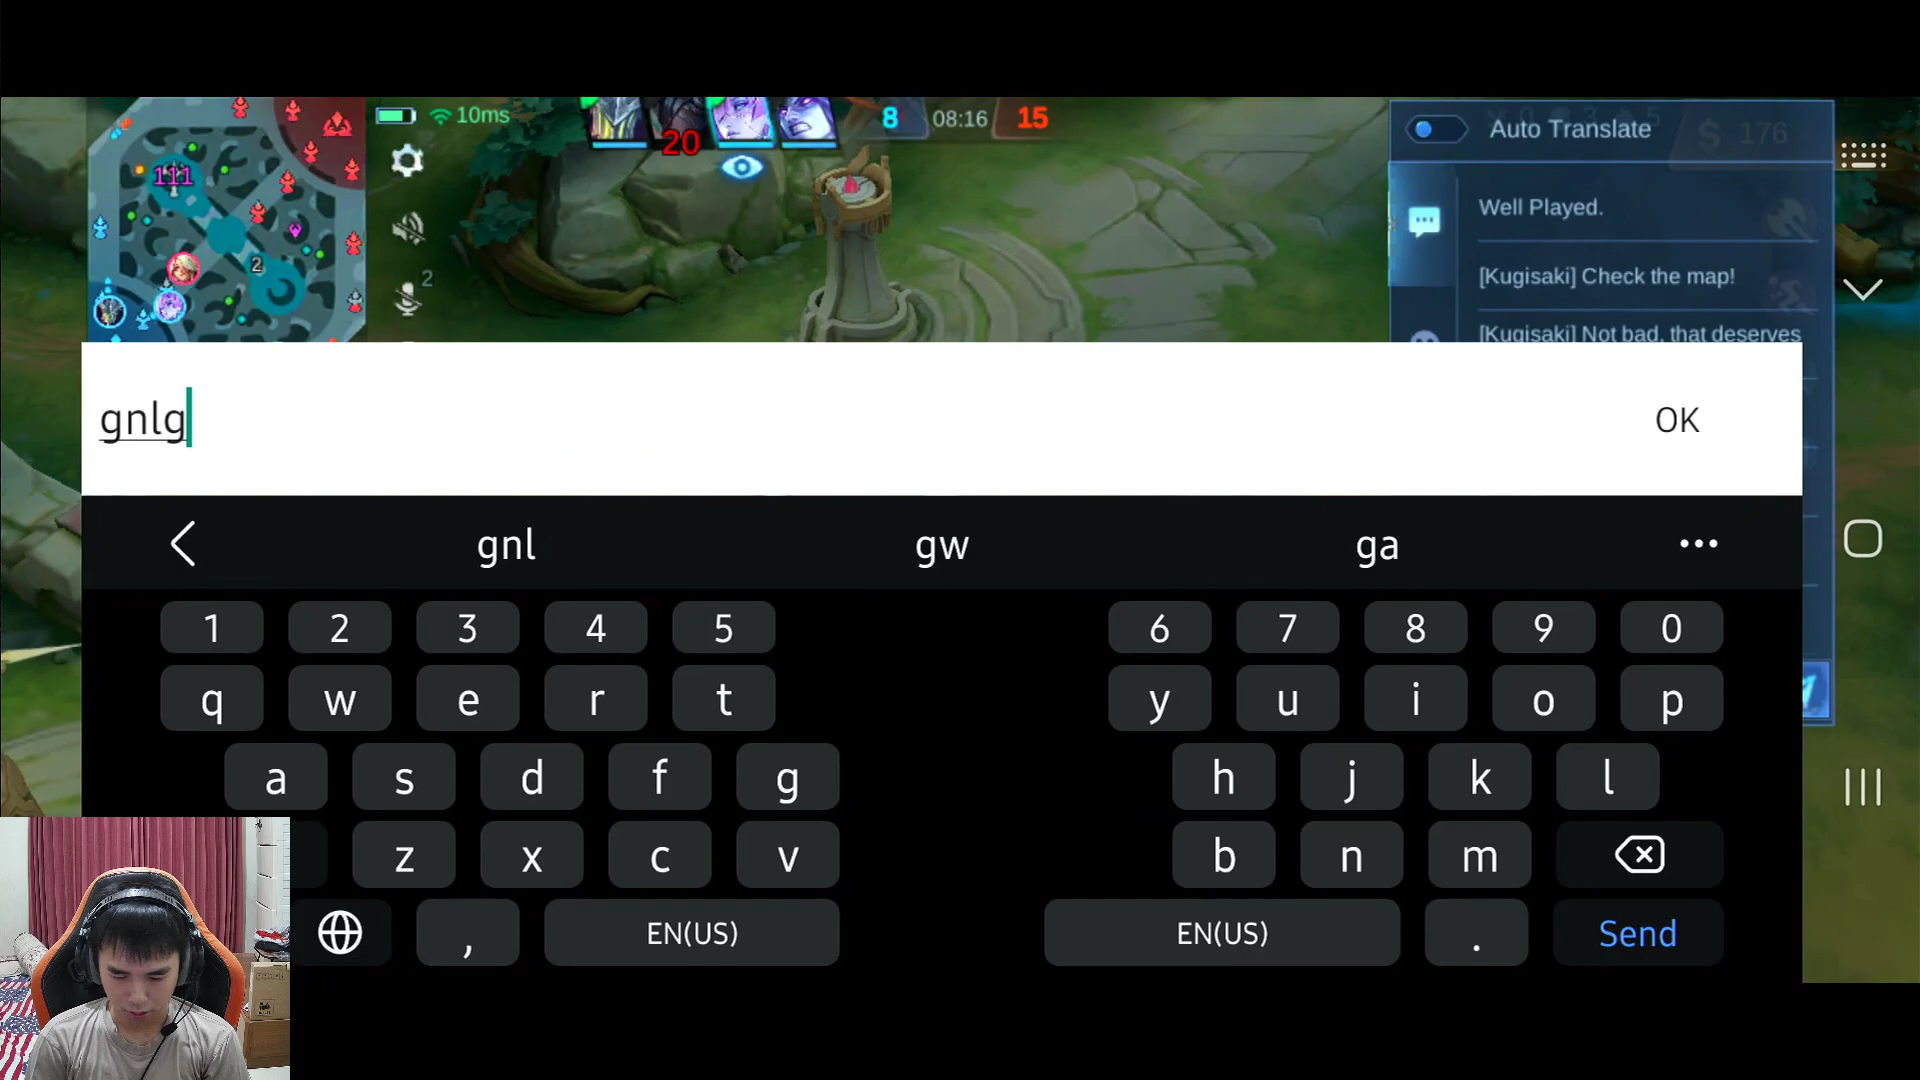 10ms
20
8
08:16
15
Auto Translate
$ 176
111
2
2
Well Played.
[Kugisaki] Check the map!
[Kugisaki] Not bad, that deserves
gnlg
OK
gnl
gw
ga
1 2 3 4 5 6 7 8 9 0
q w e r t y u i o p
a s d f g h j k l
z x c v b n m
, EN(US) EN(US) . Send